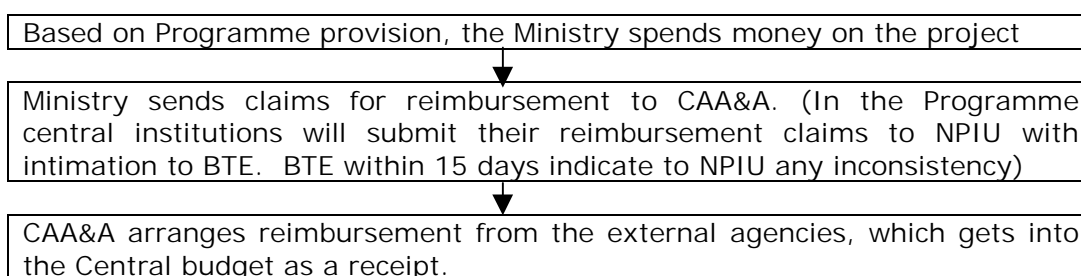 Based on Programme provision, the Ministry spends money on the project
Ministry sends claims for reimbursement to CAA&A. (In the Programme
central institutions will submit their reimbursement claims to NPIU with
intimation to BTE. BTE within 15 days indicate to NPIU any inconsistency)
CAA&A arranges reimbursement from the external agencies, which gets into
the Central budget as a receipt.